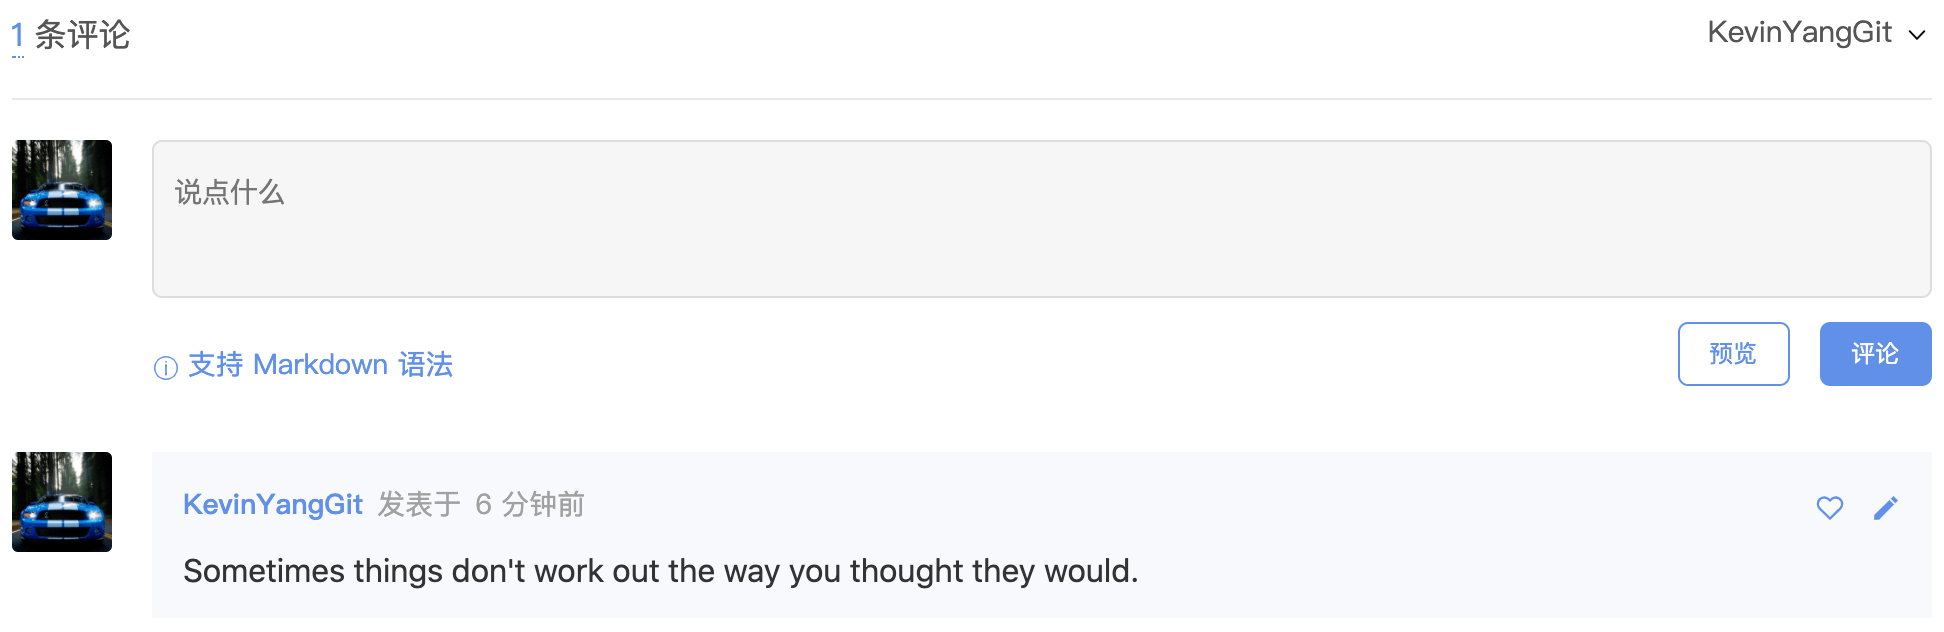 1 条评论
KevinYangGit
说点什么
支持 Markdown 语法
预览
评论
KevinYangGit 发表于 6 分钟前
Sometimes things don't work out the way you thought they would.